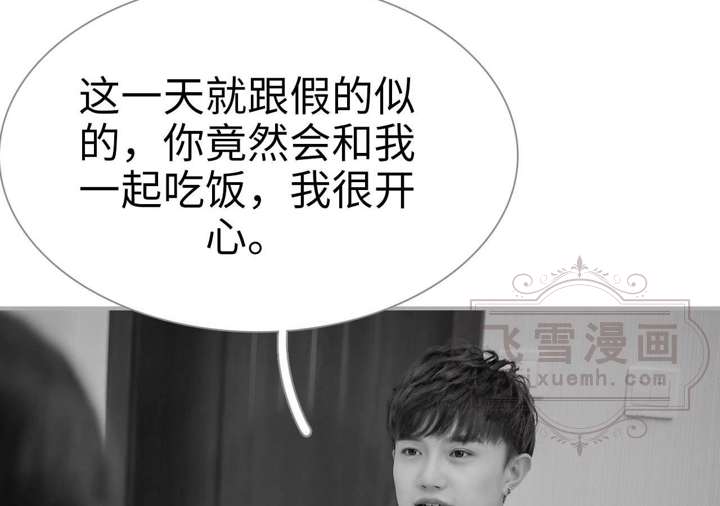 这一天就跟假的似
的，你竟然会和我
一起吃饭，我很开
心。
飞雪漫画
jxuemh.com